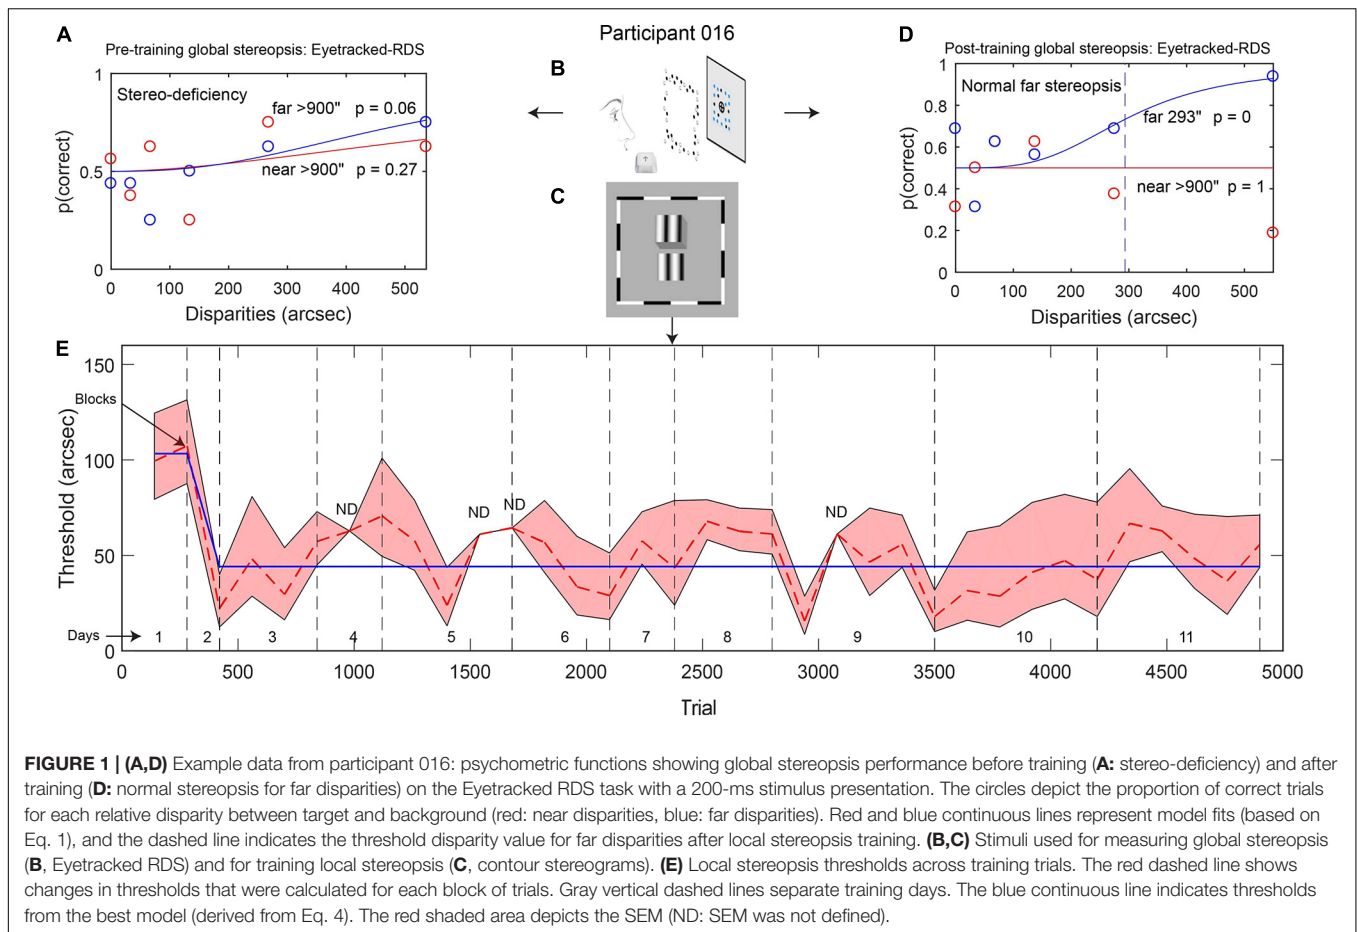 Participant 016
A
Pre-training global stereopsis: Eyetracked-RDS
Stereo-deficiency
far >900" p = 0.06
near >900" p = 0.27
p(correct)
1
0.5
0
0 100 200 300 400 500
Disparities (arcsec)
B
C
D
Post-training global stereopsis: Eyetracked-RDS
Normal far stereopsis
far 293" p = 0
near >900" p = 1
p(correct)
1
0.8
0.6
0.4
0.2
0
0 100 200 300 400 500
Disparities (arcsec)
E
Threshold (arcsec)
150
100
50
0
Blocks
ND
ND
ND
ND
Days
1 2 3 4 5 6 7 8 9 10 11
0 500 1000 1500 2000 2500 3000 3500 4000 4500 5000
Trial
FIGURE 1 | (A,D) Example data from participant 016: psychometric functions showing global stereopsis performance before training (A: stereo-deficiency) and after
training (D: normal stereopsis for far disparities) on the Eyetracked RDS task with a 200-ms stimulus presentation. The circles depict the proportion of correct trials
for each relative disparity between target and background (red: near disparities, blue: far disparities). Red and blue continuous lines represent model fits (based on
Eq. 1), and the dashed line indicates the threshold disparity value for far disparities after local stereopsis training. (B,C) Stimuli used for measuring global stereopsis
(B, Eyetracked RDS) and for training local stereopsis (C, contour stereograms). (E) Local stereopsis thresholds across training trials. The red dashed line shows
changes in thresholds that were calculated for each block of trials. Gray vertical dashed lines separate training days. The blue continuous line indicates thresholds
from the best model (derived from Eq. 4). The red shaded area depicts the SEM (ND: SEM was not defined).